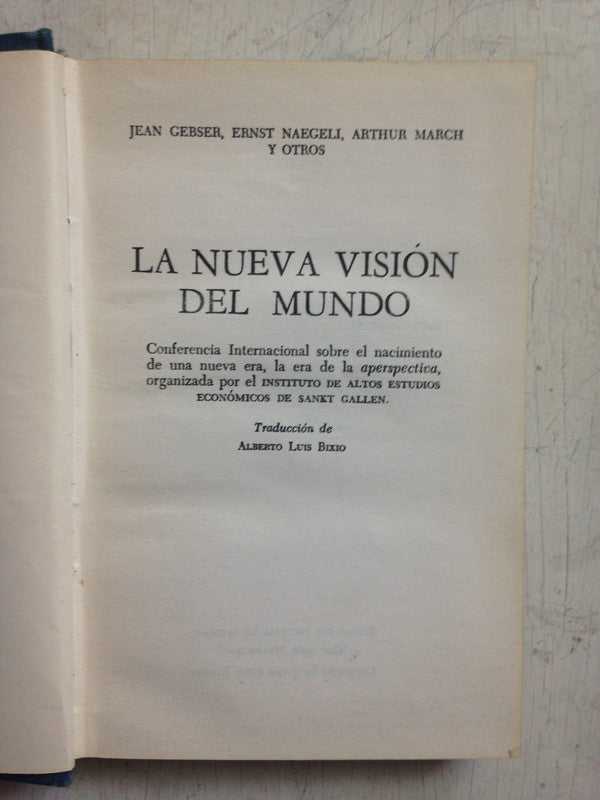 JEAN GEBSER, ERNST NAEGELI, ARTHUR MARCH
Y OTROS
LA NUEVA VISIÓN
DEL MUNDO
Conferencia Internacional sobre el nacimiento
de una nueva era, la era de la aperspectiva,
organizada por el INSTITUTO DE ALTOS ESTUDIOS
ECONÓMICOS DE SANKT GALLEN.
Traducción de
ALBERTO LUIS BIXIO